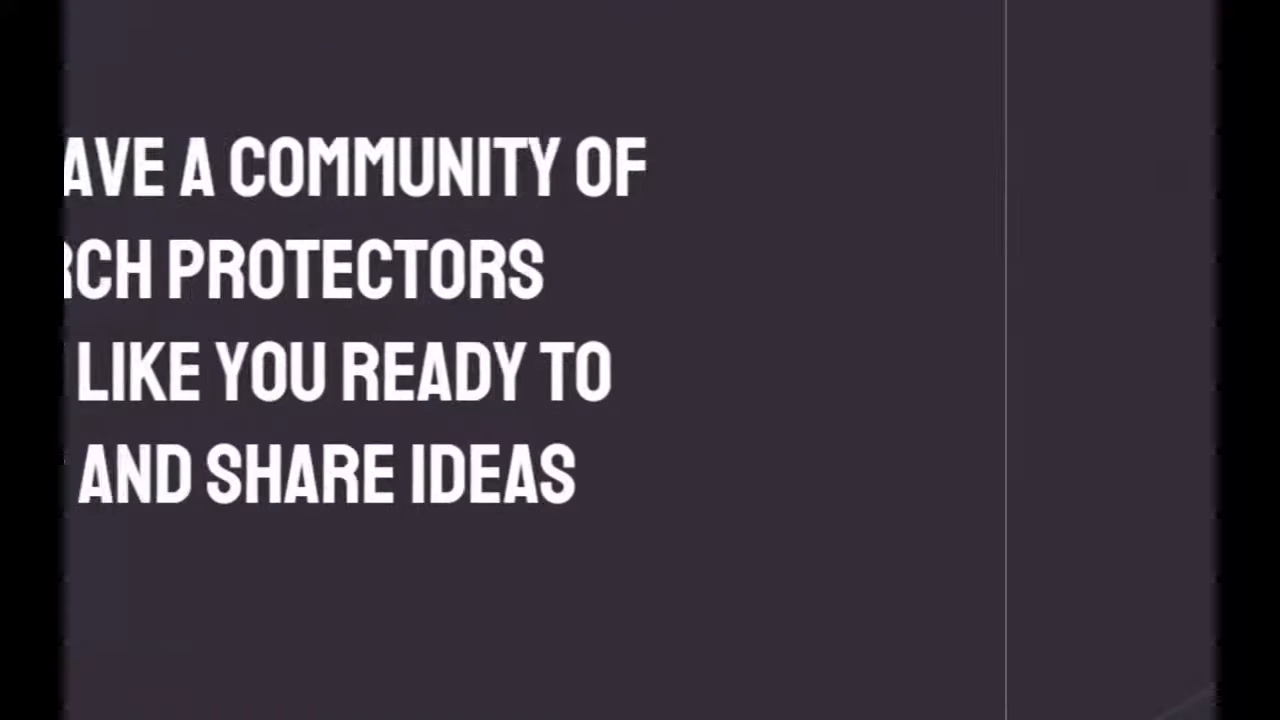 AVE A COMMUNITY OF
RCH PROTECTORS
LIKE YOU READY TO
AND SHARE IDEAS